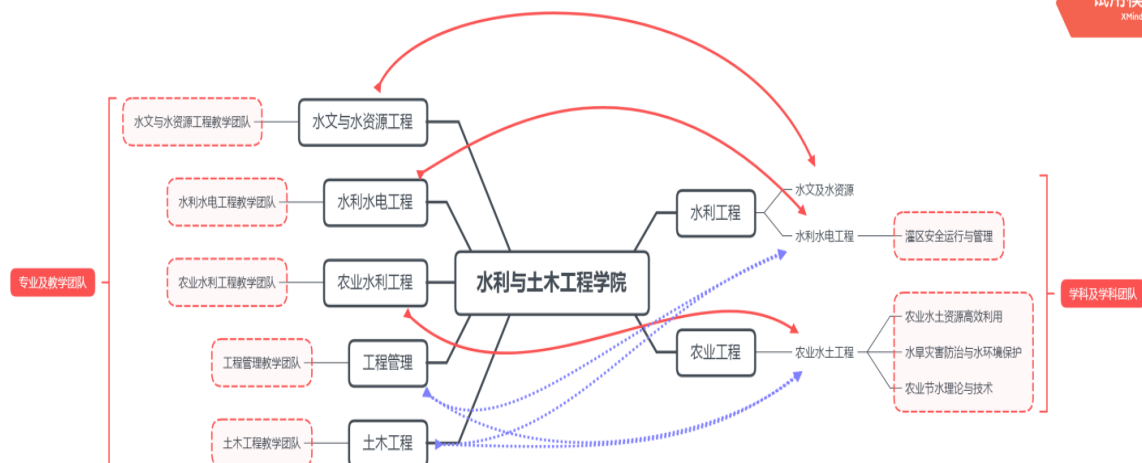 试用模
XMind
水文与水资源工程教学团队
水文与水资源工程
水利水电工程教学团队
水利水电工程
农业水利工程教学团队
农业水利工程
工程管理教学团队
工程管理
土木工程教学团队
土木工程
专业及教学团队
水利与土木工程学院
水利工程
水文及水资源
水利水电工程
灌区安全运行与管理
农业工程
农业水土工程
农业水土资源高效利用
水旱灾害防治与水环境保护
农业节水理论与技术
学科及学科团队